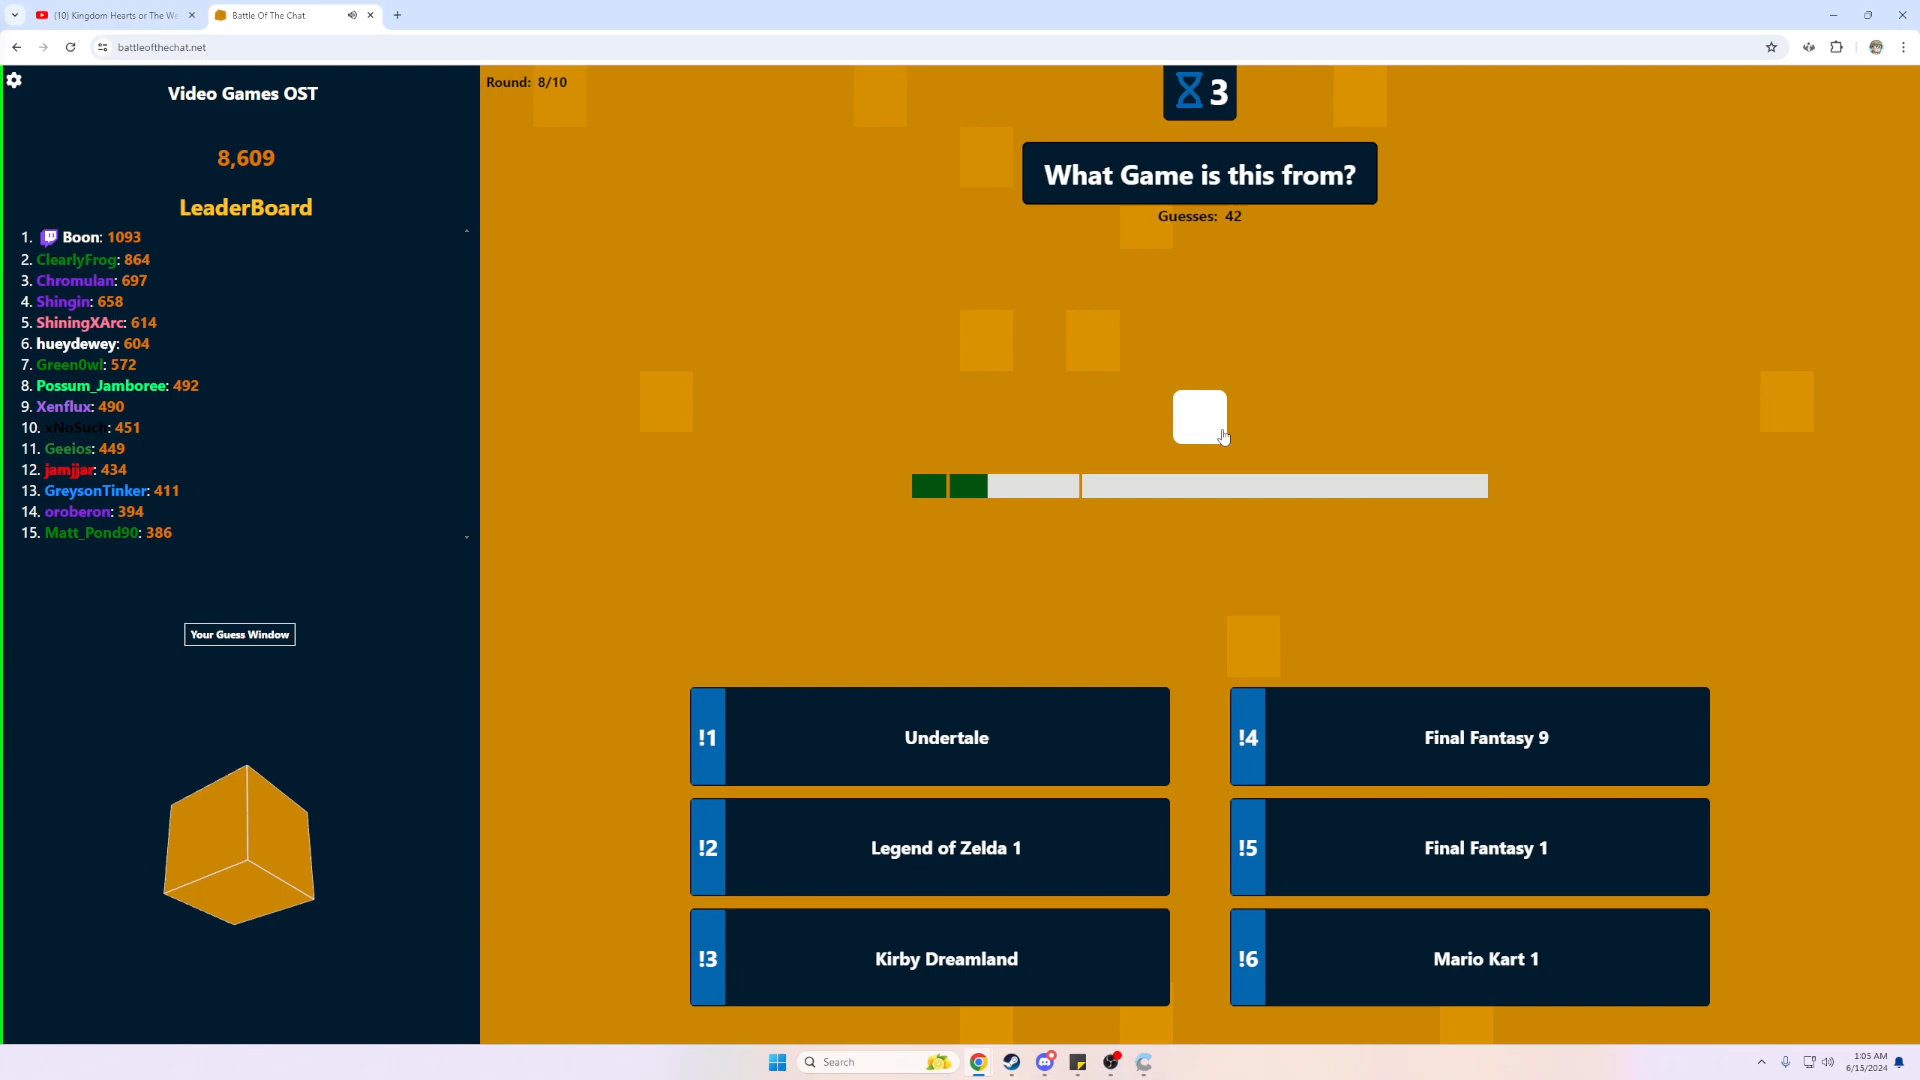 (10) Kingdom Hearts or The We
Battle Of The Chat
battleofthechat.net
Video Games OST
8,609
LeaderBoard
1. Boon: 1093
2. ClearlyFrog: 864
3. Chromulan: 697
4. Shingin: 658
5. ShiningXArc: 614
6. hueydewey: 604
7. Green0wl: 572
8. Possum_Jamboree: 492
9. Xenflux: 490
10. xNoSuch: 451
11. Geeios: 449
12. jamjjar: 434
13. GreysonTinker: 411
14. oroberon: 394
15. Matt_Pond90: 386
Your Guess Window
Round: 8/10
3
What Game is this from?
Guesses: 42
!1 Undertale
!4 Final Fantasy 9
!2 Legend of Zelda 1
!5 Final Fantasy 1
!3 Kirby Dreamland
!6 Mario Kart 1
Search
1:05 AM
6/15/2024